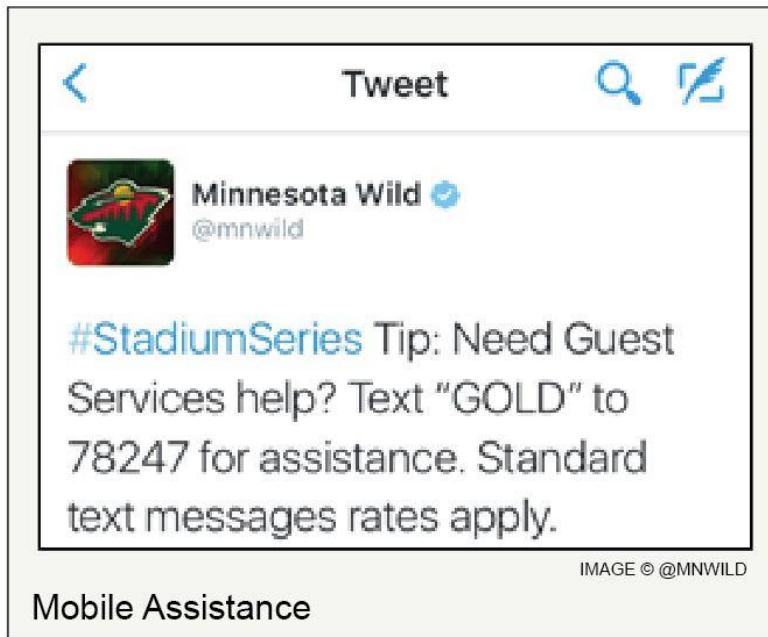 Tweet
Minnesota Wild
@mnwild
#StadiumSeries Tip: Need Guest
Services help? Text “GOLD” to
78247 for assistance. Standard
text messages rates apply.
IMAGE © @MNWILD
Mobile Assistance